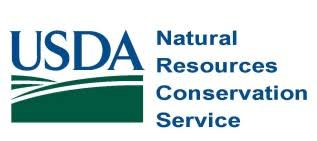 USDA
Natural
Resources
Conservation
Service